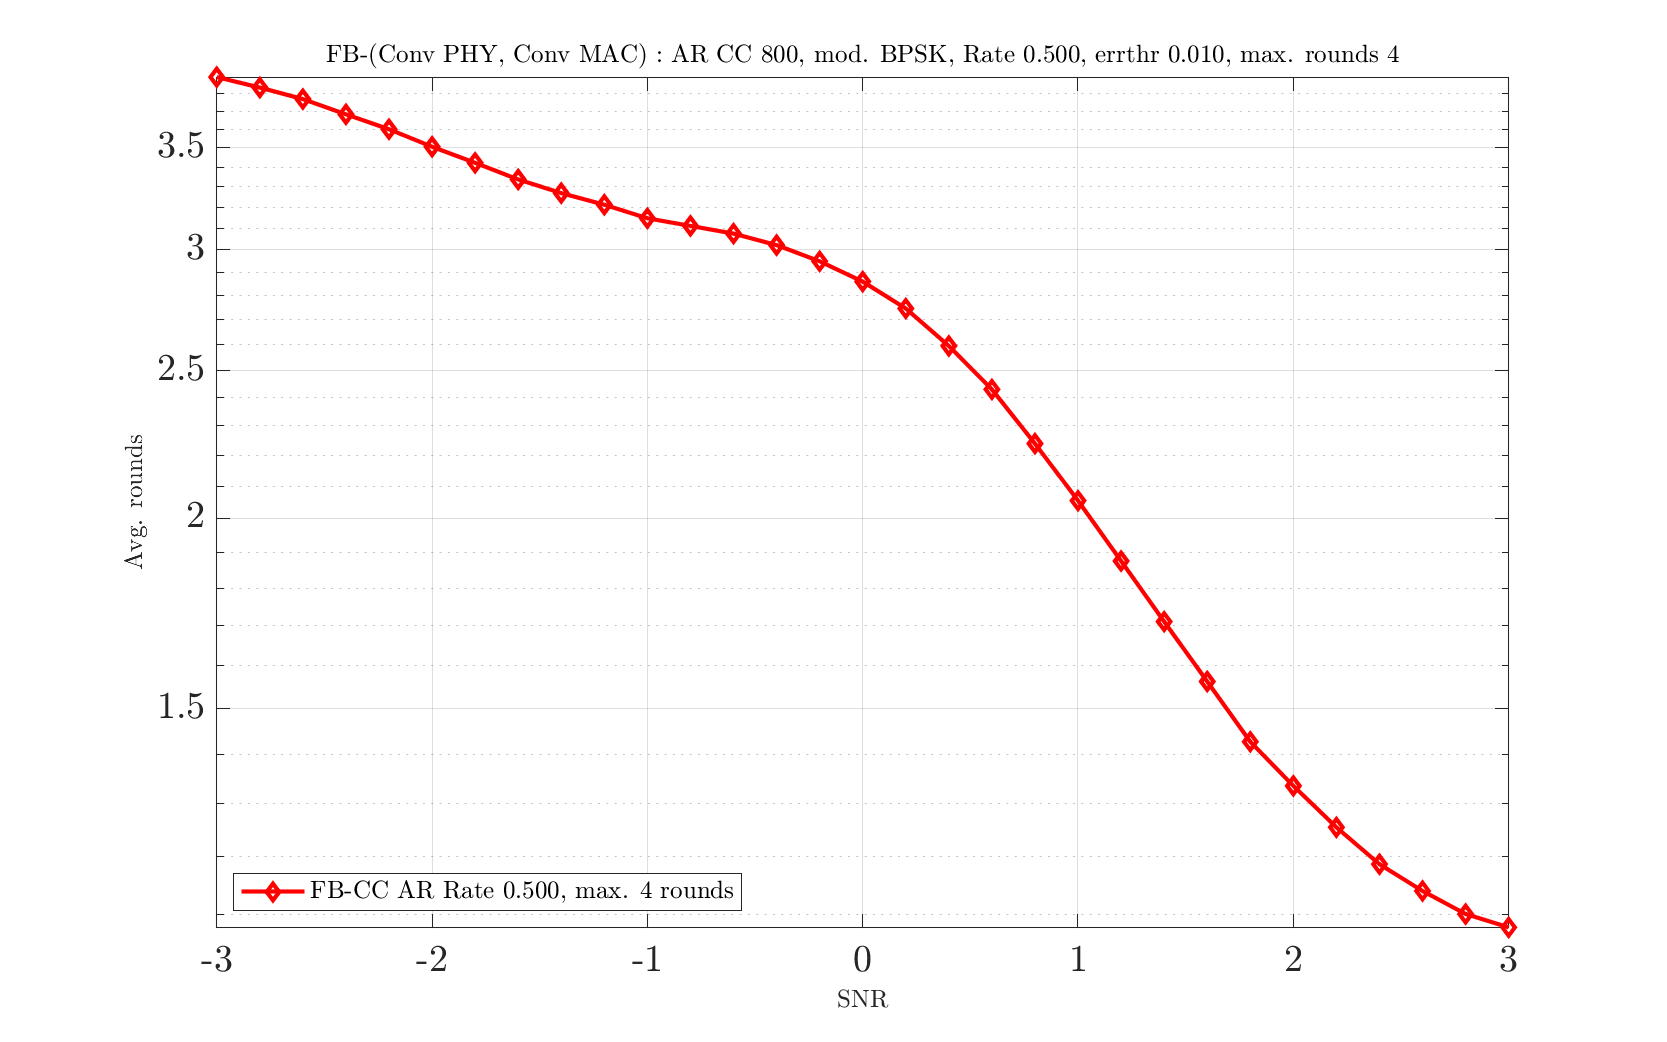 FB-(Conv PHY, Conv MAC) : AR CC 800, mod. BPSK, Rate 0.500, errthr 0.010, max. rounds 4
3.5
3
2.5
2
1.5
Avg. rounds
FB-CC AR Rate 0.500, max. 4 rounds
-3 -2 -1 0 1 2 3
SNR